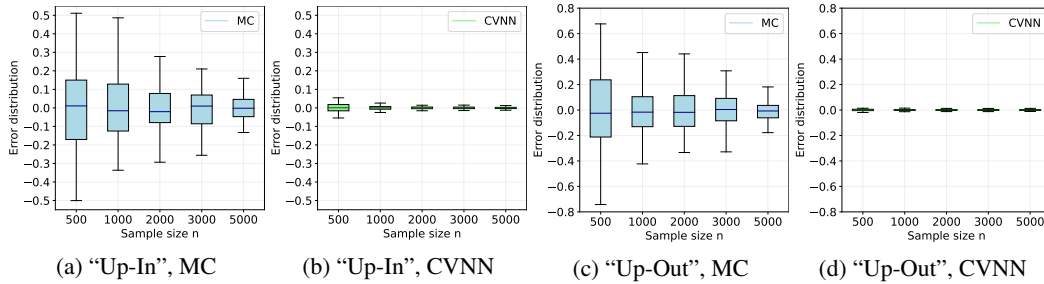 0.5
0.4
0.3
0.2
0.1
0.0
−0.1
−0.2
−0.3
−0.4
−0.5
Error distribution
MC
500 1000 2000 3000 5000
Sample size n
(a) “Up-In”, MC
0.5
0.4
0.3
0.2
0.1
0.0
−0.1
−0.2
−0.3
−0.4
−0.5
Error distribution
CVNN
500 1000 2000 3000 5000
Sample size n
(b) “Up-In”, CVNN
0.8
0.6
0.4
0.2
0.0
−0.2
−0.4
−0.6
−0.8
Error distribution
MC
500 1000 2000 3000 5000
Sample size n
(c) “Up-Out”, MC
0.8
0.6
0.4
0.2
0.0
−0.2
−0.4
−0.6
−0.8
Error distribution
CVNN
500 1000 2000 3000 5000
Sample size n
(d) “Up-Out”, CVNN